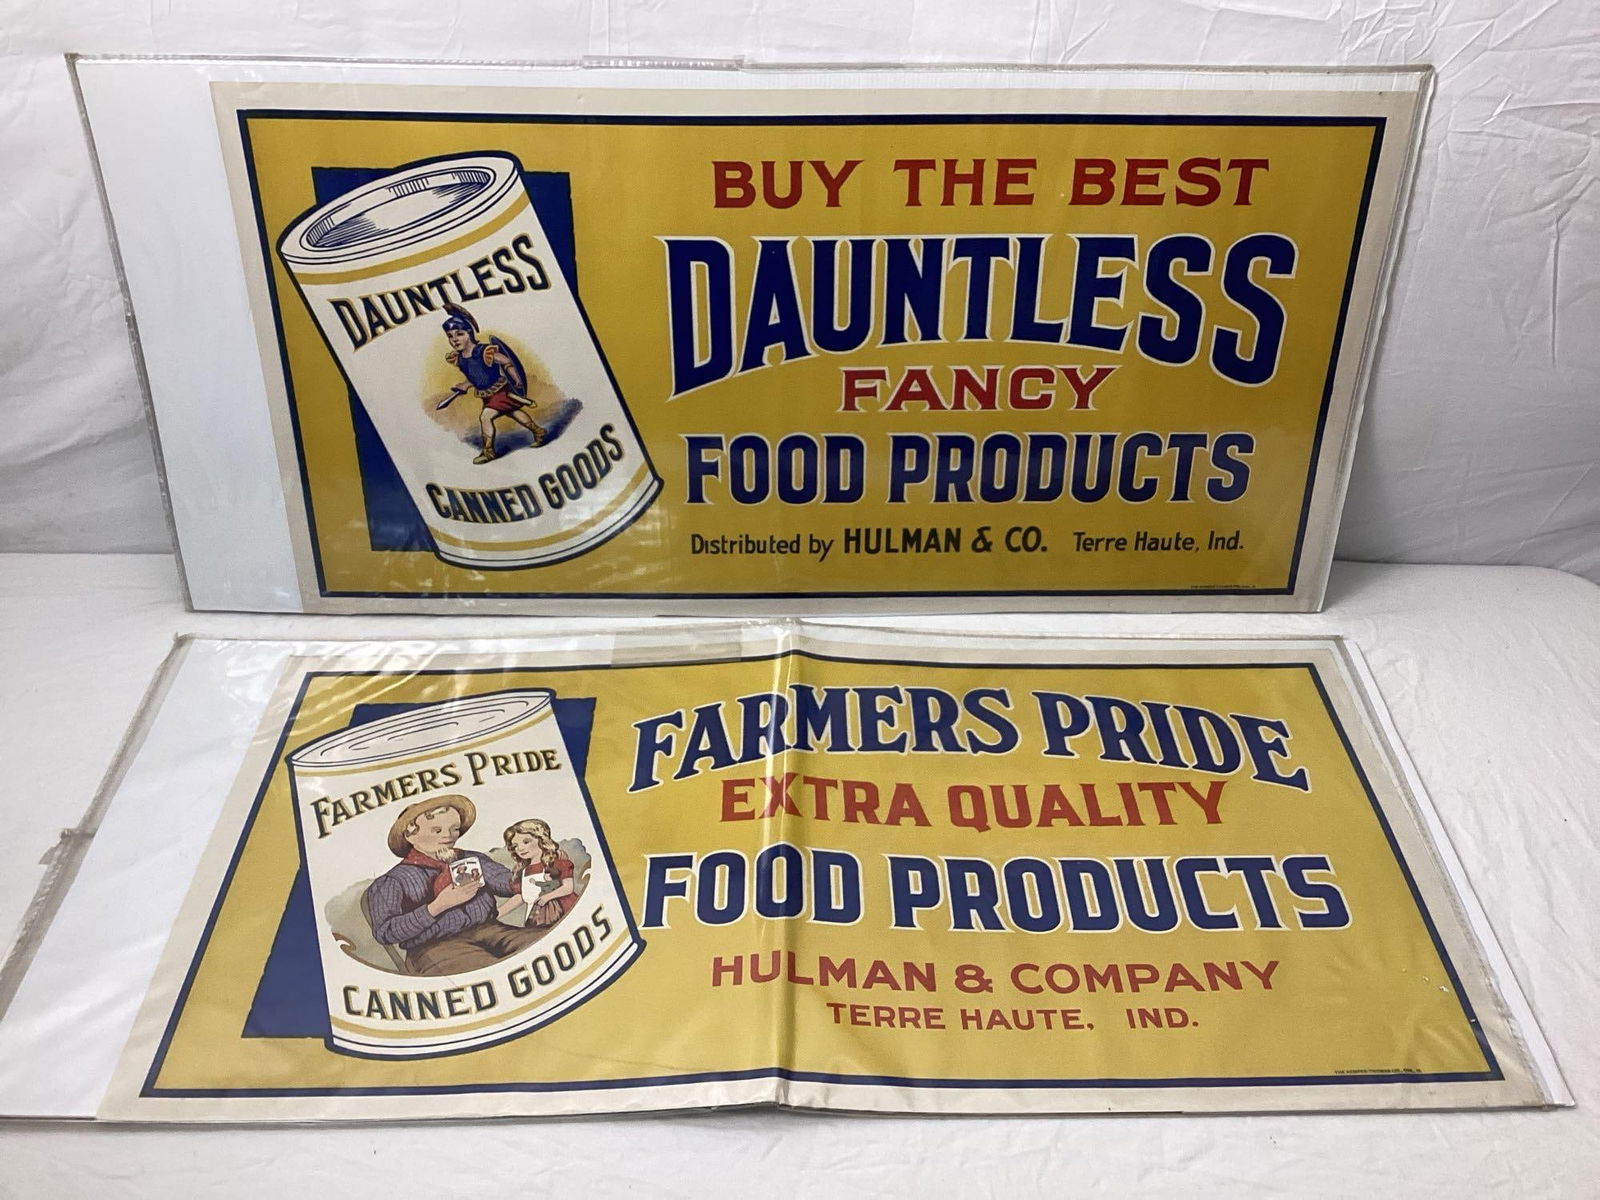 BUY THE BEST
DAUNTLESS
FANCY
FOOD PRODUCTS
Distributed by HULMAN & CO. Terre Haute, Ind.
DAUNTLESS
CANNED GOODS
FARMERS PRIDE
EXTRA QUALITY
FOOD PRODUCTS
HULMAN & COMPANY
TERRE HAUTE, IND.
FARMERS PRIDE
CANNED GOODS